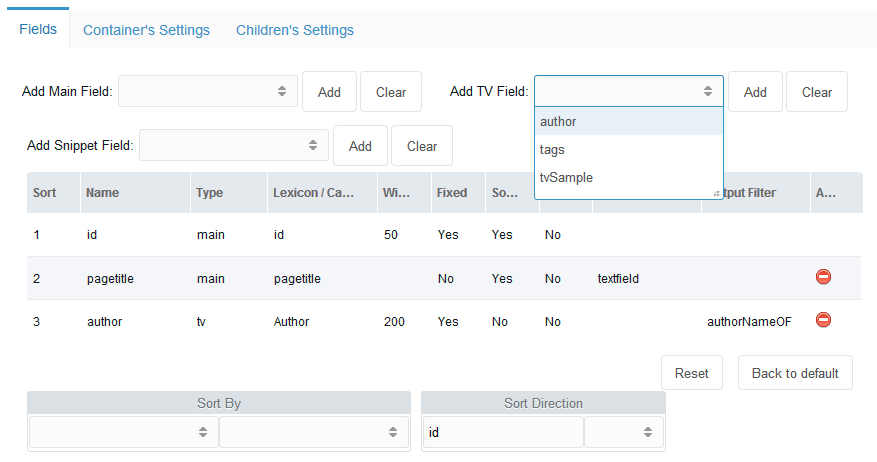 Fields Container's Settings Children's Settings
Add Main Field: Add Clear Add TV Field: Add Clear
author
Add Snippet Field: Add Clear
tags
tvSample
Sort Name Type Lexicon / Ca... Wi... Fixed So... tput Filter A...
1 id main id 50 Yes Yes No
2 pagetitle main pagetitle No Yes No textfield
3 author tv Author 200 Yes No No authorNameOF
Reset Back to default
Sort By Sort Direction
id